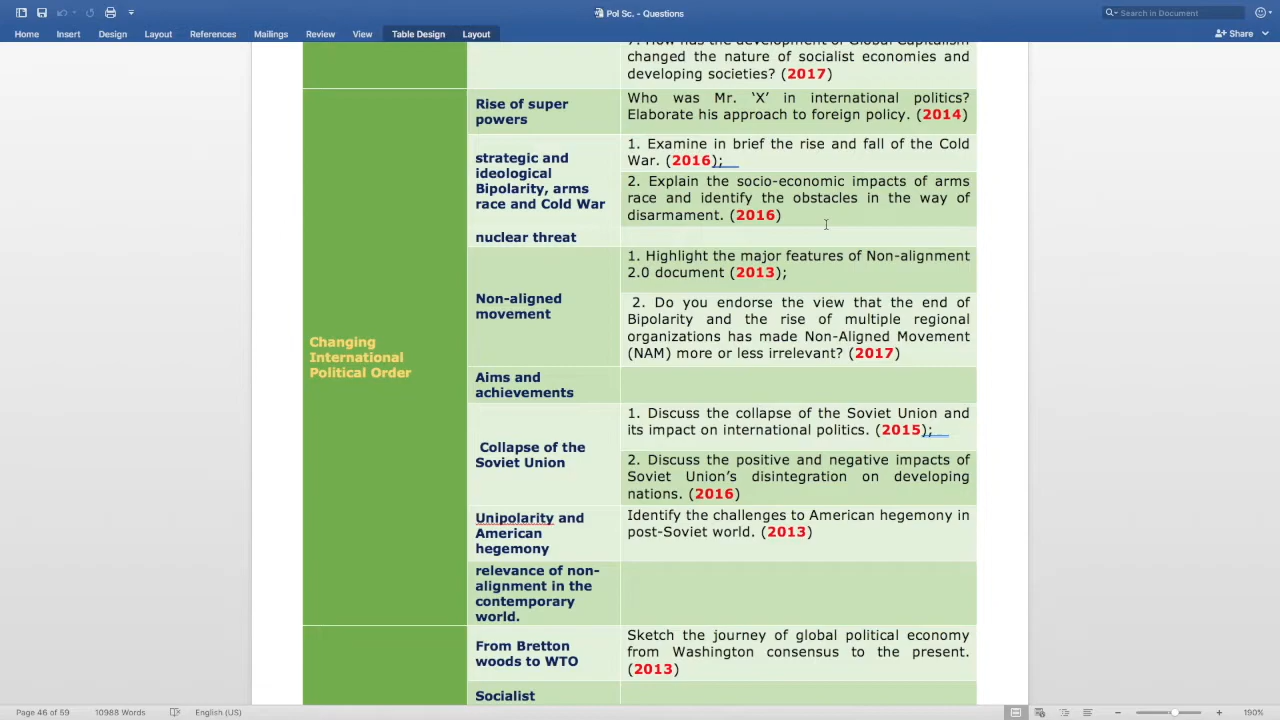 Pol Sc. - Questions
Search in Document
Home Insert Design Layout References Mailings Review View Table Design Layout
Share
7. How has the development of Global Capitalism
changed the nature of socialist economies and
developing societies? (2017)
Changing
International
Political Order
Rise of super
powers
Who was Mr. ‘X’ in international politics?
Elaborate his approach to foreign policy. (2014)
strategic and
ideological
Bipolarity, arms
race and Cold War
nuclear threat
1. Examine in brief the rise and fall of the Cold
War. (2016);
2. Explain the socio-economic impacts of arms
race and identify the obstacles in the way of
disarmament. (2016)
Non-aligned
movement
1. Highlight the major features of Non-alignment
2.0 document (2013);
2. Do you endorse the view that the end of
Bipolarity and the rise of multiple regional
organizations has made Non-Aligned Movement
(NAM) more or less irrelevant? (2017)
Aims and
achievements
Collapse of the
Soviet Union
1. Discuss the collapse of the Soviet Union and
its impact on international politics. (2015);
2. Discuss the positive and negative impacts of
Soviet Union’s disintegration on developing
nations. (2016)
Unipolarity and
American
hegemony
Identify the challenges to American hegemony in
post-Soviet world. (2013)
relevance of non-
alignment in the
contemporary
world.
From Bretton
woods to WTO
Sketch the journey of global political economy
from Washington consensus to the present.
(2013)
Socialist
Page 46 of 59 10988 Words English (US) 190%